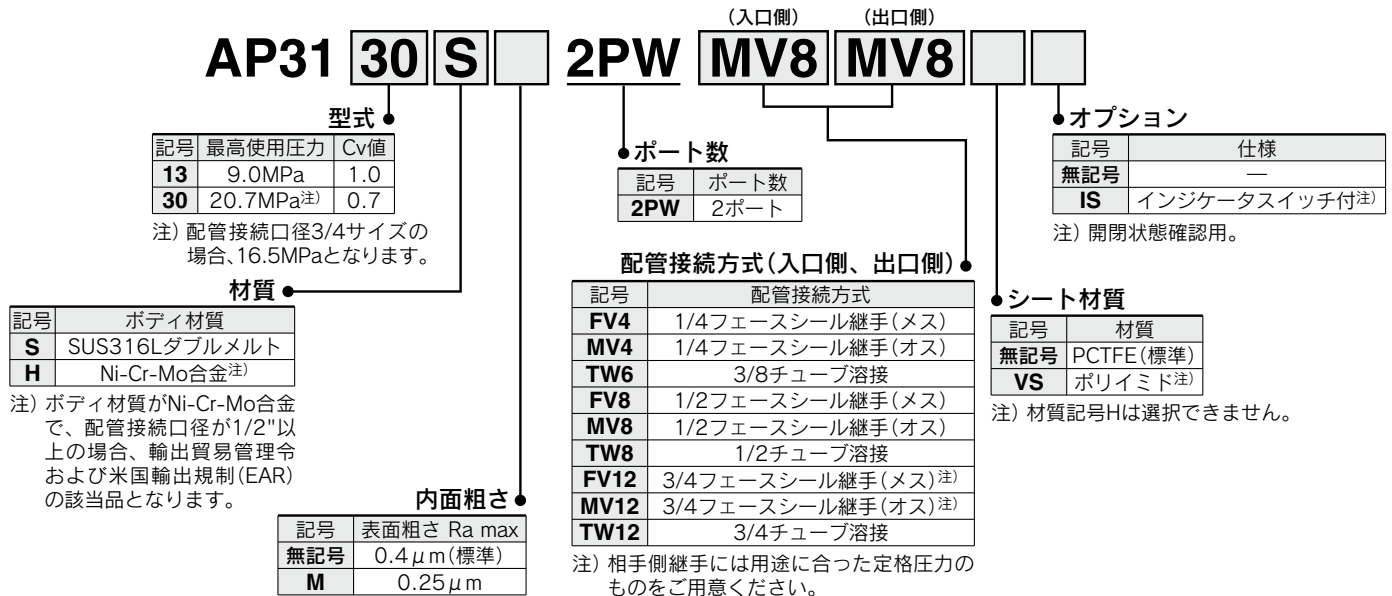 (入口側) (出口側)
AP31 30 S 2PW MV8 MV8
型式
記号 最高使用圧力 Cv値
13 9.0MPa 1.0
30 20.7MPa注) 0.7
注) 配管接続口径3/4サイズの
場合、16.5MPaとなります。
材質
記号 ボディ材質
S SUS316Lダブルメルト
H Ni-Cr-Mo合金注)
注) ボディ材質がNi-Cr-Mo合金
で、配管接続口径が1/2"以
上の場合、輸出貿易管理令
および米国輸出規制(EAR)
の該当品となります。
内面粗さ
記号 表面粗さ Ra max
無記号 0.4μm(標準)
M 0.25μm
ポート数
記号 ポート数
2PW 2ポート
配管接続方式(入口側、出口側)
記号 配管接続方式
FV4 1/4フェースシール継手(メス)
MV4 1/4フェースシール継手(オス)
TW6 3/8チューブ溶接
FV8 1/2フェースシール継手(メス)
MV8 1/2フェースシール継手(オス)
TW8 1/2チューブ溶接
FV12 3/4フェースシール継手(メス)注)
MV12 3/4フェースシール継手(オス)注)
TW12 3/4チューブ溶接
注) 相手側継手には用途に合った定格圧力の
ものをご用意ください。
オプション
記号 仕様
無記号 —
IS インジケータスイッチ付注)
注) 開閉状態確認用。
シート材質
記号 材質
無記号 PCTFE(標準)
VS ポリイミド注)
注) 材質記号Hは選択できません。